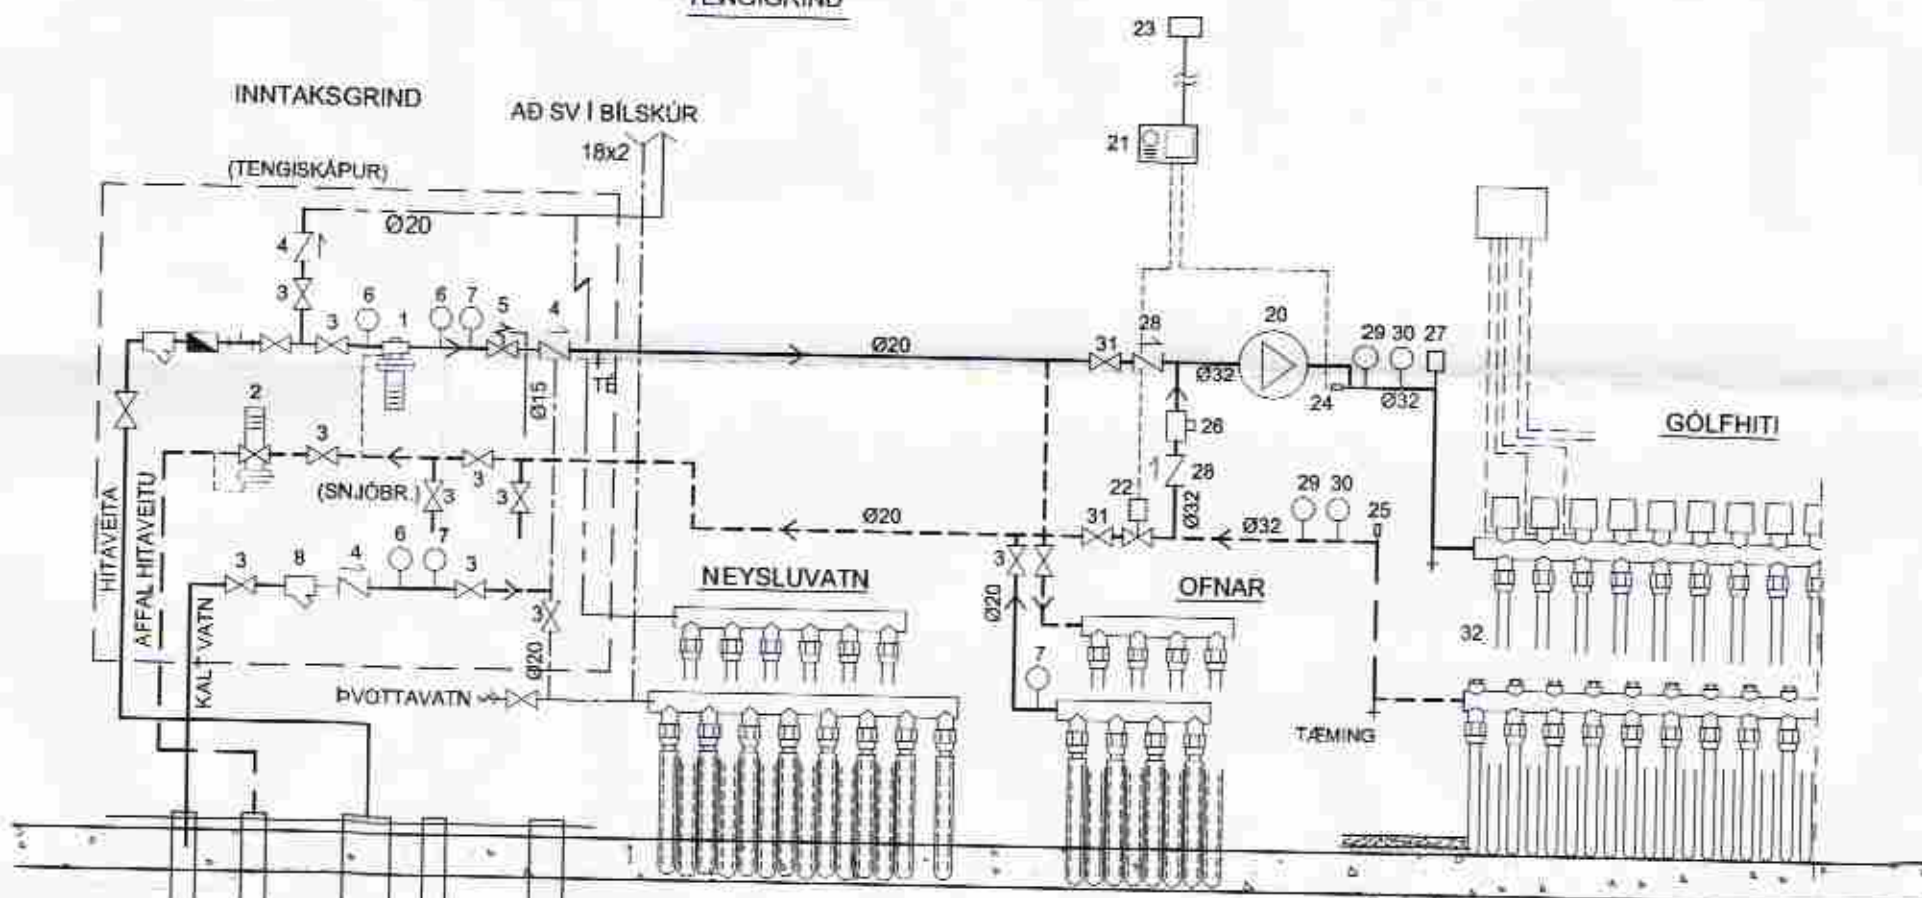 TENGIGRIND
23
INNTAKSGRIND
AÐ SV Í BÍLSKÚR
18x2
21
(TENGISKÁPUR)
Ø20
4
3
6
1
6
7
5
4
3
Ø20
31
28
20
29
30
27
Ø32
24
Ø32
TE
Ø15
2
3
26
GÓLFHITI
HITAVEITA
AFFAL HITAVEITU
KALT VATN
(SNJÓBR.)
3
3
3
28
22
Ø32
29
30
25
Ø20
31
Ø32
3
8
4
6
7
3
3
NEYSLUVATN
3
OFNAR
Ø20
Ø20
7
32
ÞVOTTAVATN
TÆMING